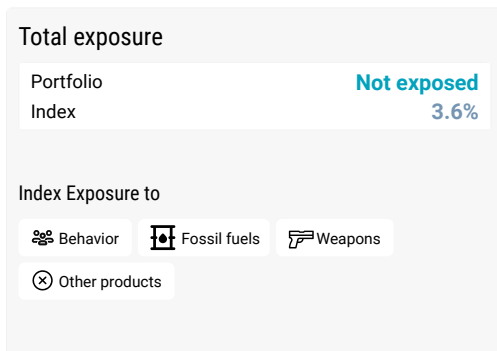 Total exposure
Portfolio Not exposed
Index 3.6%
Index Exposure to
Behavior Fossil fuels Weapons
Other products